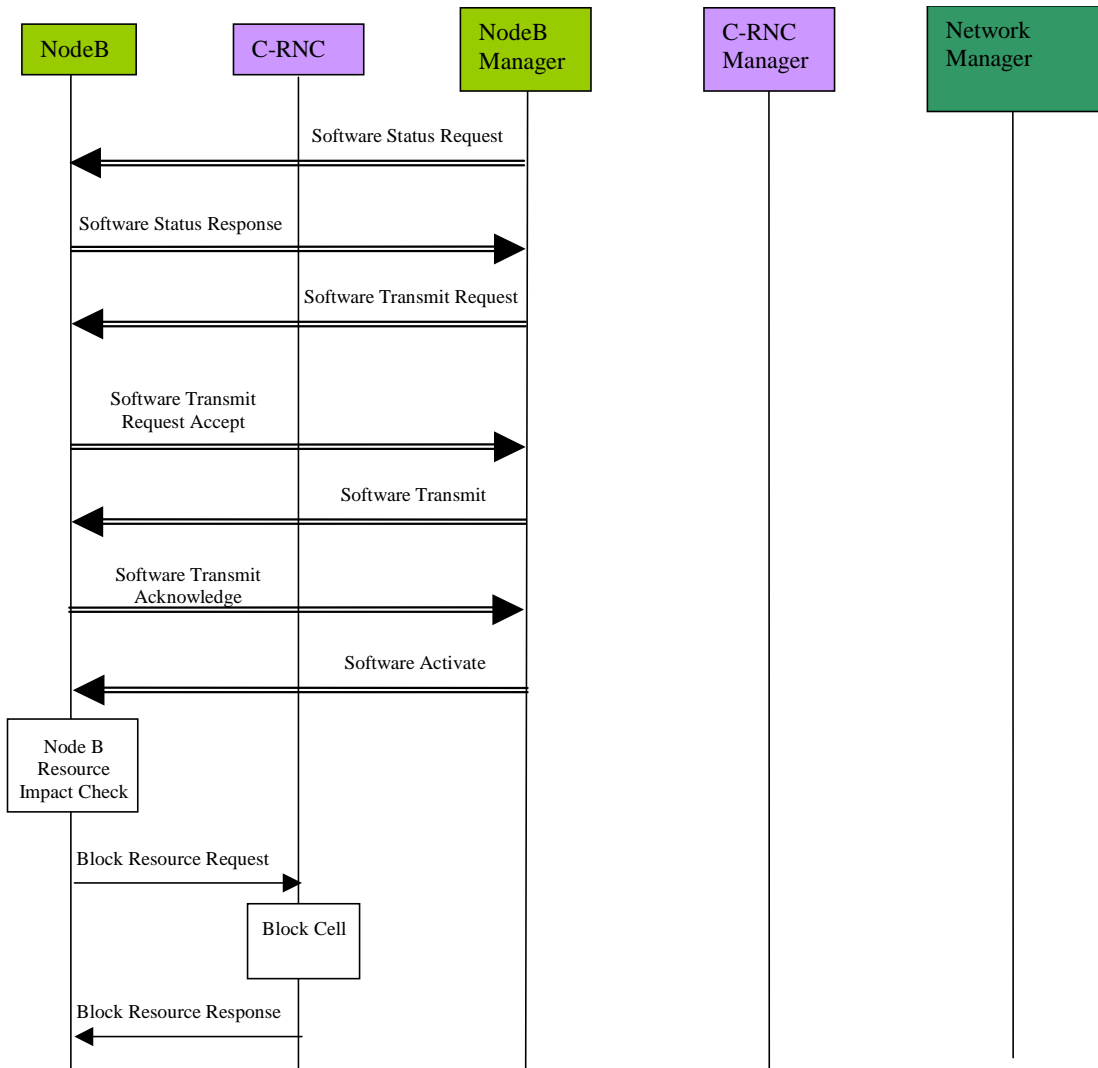 NodeB
C-RNC
NodeB
Manager
C-RNC
Manager
Network
Manager
Software Status Request
Software Status Response
Software Transmit Request
Software Transmit
Request Accept
Software Transmit
Software Transmit
Acknowledge
Software Activate
Node B
Resource
Impact Check
Block Resource Request
Block Cell
Block Resource Response